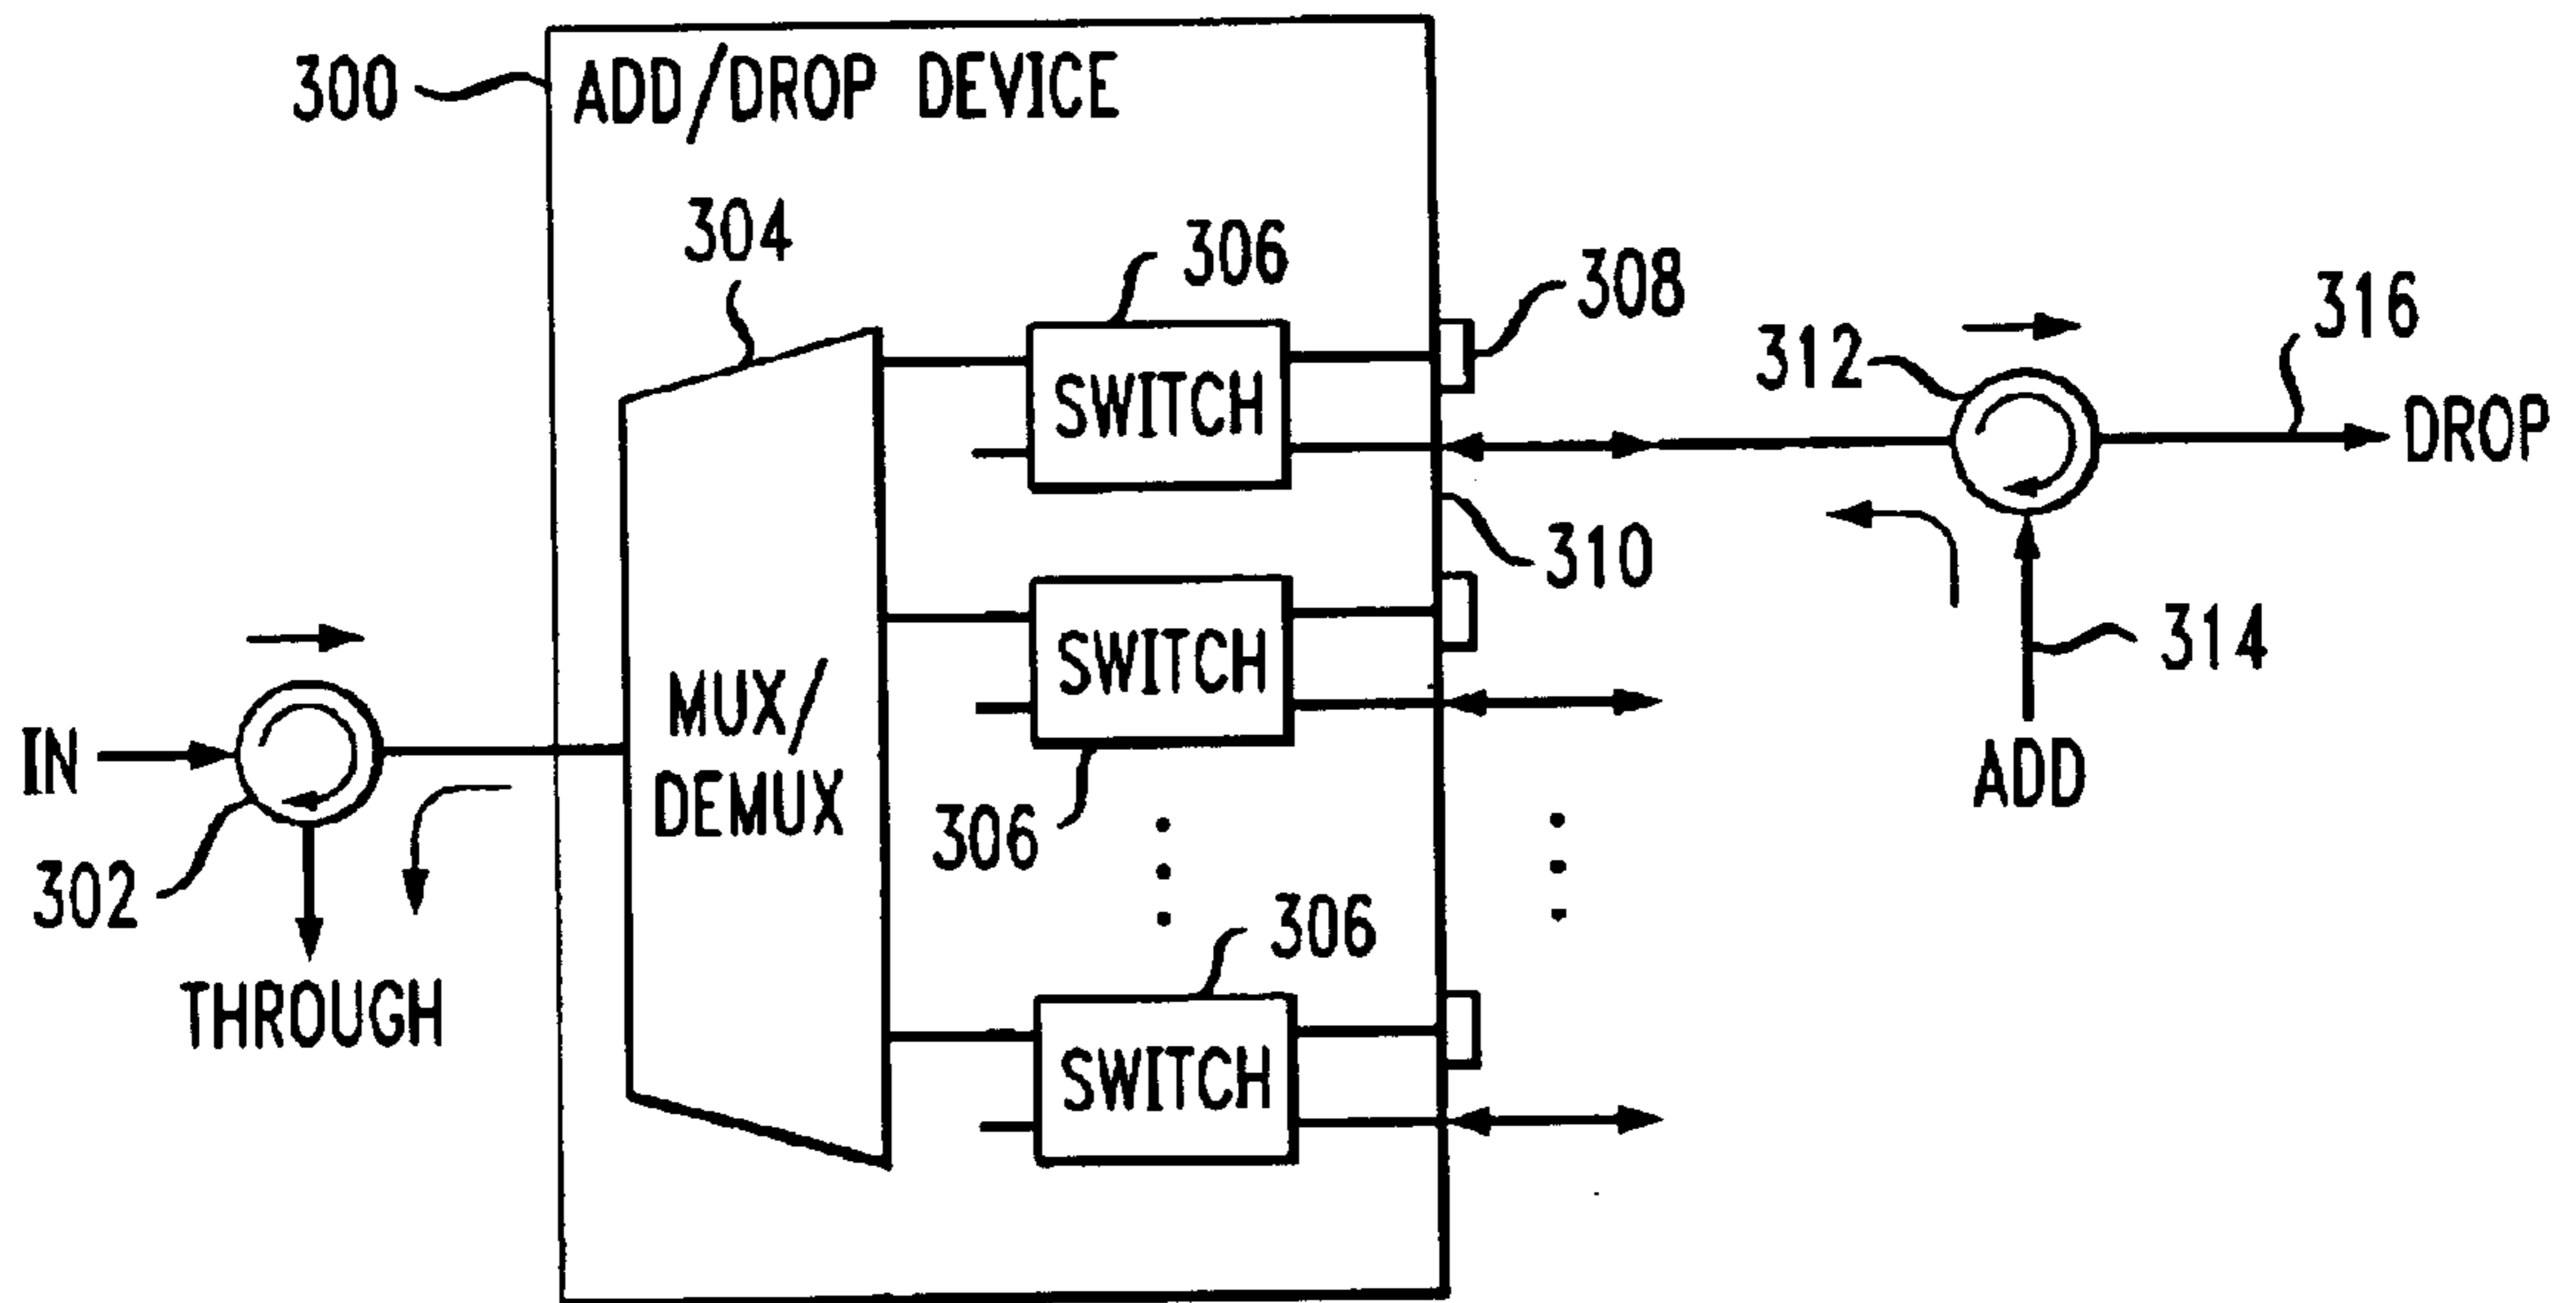 300
ADD/DROP DEVICE
304
306
308
SWITCH
312
316
DROP
310
314
ADD
SWITCH
306
IN
302
THROUGH
MUX/
DEMUX
306
SWITCH